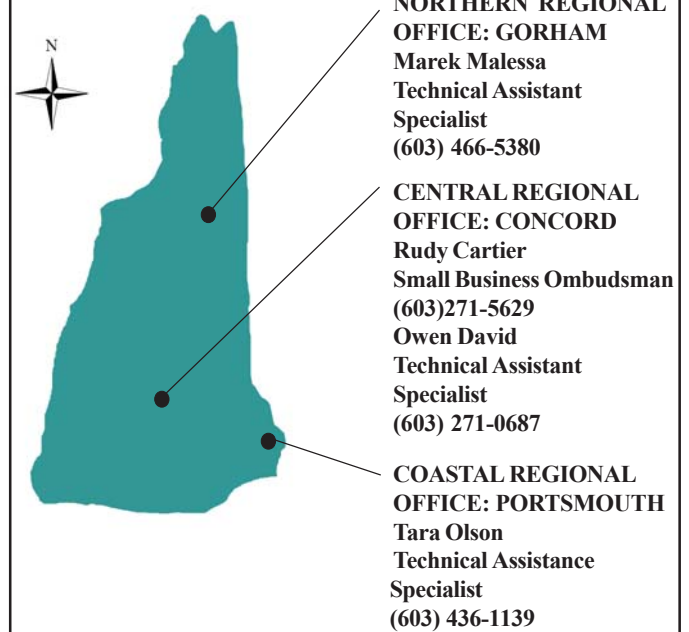 NORTHERN REGIONAL
OFFICE: GORHAM
Marek Malessa
Technical Assistant
Specialist
(603) 466-5380
N
CENTRAL REGIONAL
OFFICE: CONCORD
Rudy Cartier
Small Business Ombudsman
(603)271-5629
Owen David
Technical Assistant
Specialist
(603) 271-0687
COASTAL REGIONAL
OFFICE: PORTSMOUTH
Tara Olson
Technical Assistance
Specialist
(603) 436-1139